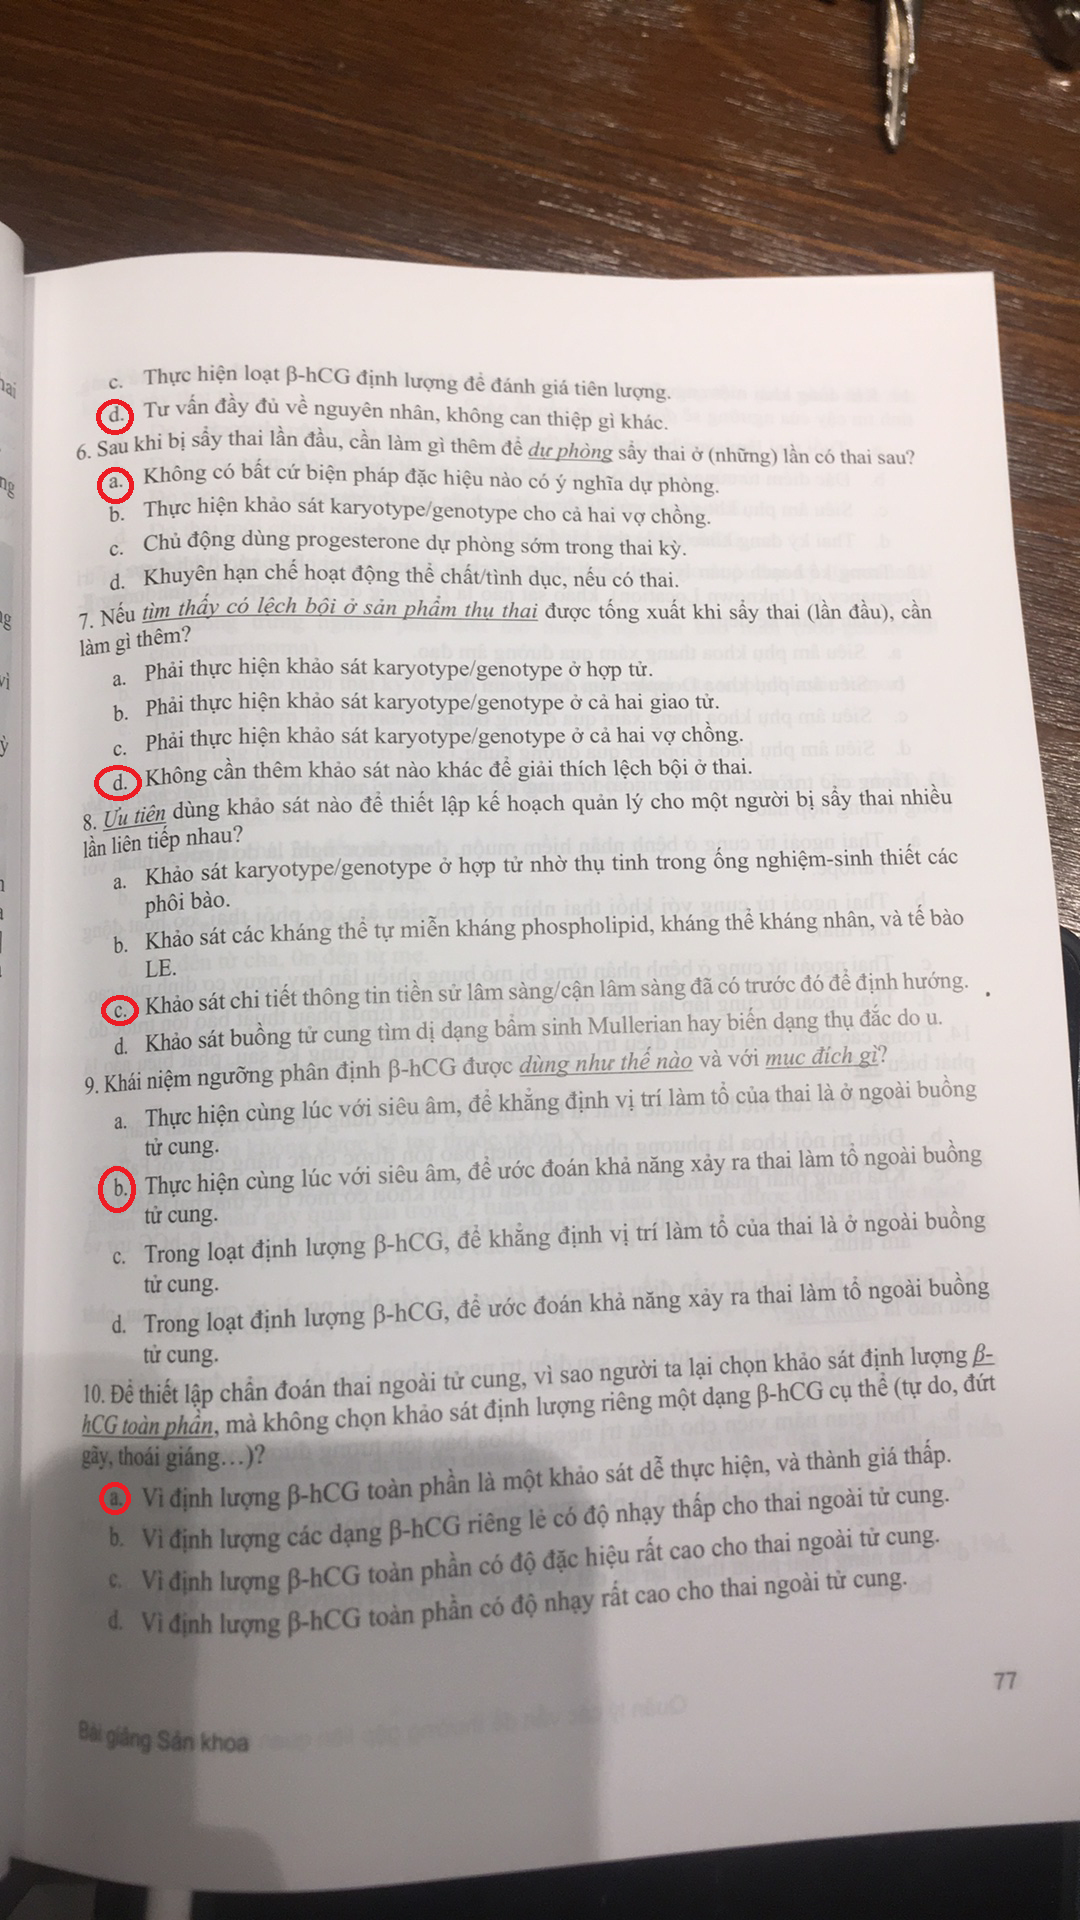 c. Thực hiện loạt β-hCG định lượng để đánh giá tiên lượng.
d. Tư vấn đầy đủ về nguyên nhân, không can thiệp gì khác.
6. Sau khi bị sẩy thai lần đầu, cần làm gì thêm để dự phòng sẩy thai ở (những) lần có thai sau?
a. Không có bất cứ biện pháp đặc hiệu nào có ý nghĩa dự phòng.
b. Thực hiện khảo sát karyotype/genotype cho cả hai vợ chồng.
c. Chủ động dùng progesterone dự phòng sớm trong thai kỳ.
d. Khuyên hạn chế hoạt động thể chất/tình dục, nếu có thai.
7. Nếu tìm thấy có lệch bội ở sản phẩm thụ thai được tống xuất khi sẩy thai (lần đầu), cần
làm gì thêm?
a. Phải thực hiện khảo sát karyotype/genotype ở hợp tử.
b. Phải thực hiện khảo sát karyotype/genotype ở cả hai giao tử.
c. Phải thực hiện khảo sát karyotype/genotype ở cả hai vợ chồng.
d. Không cần thêm khảo sát nào khác để giải thích lệch bội ở thai.
8. Ưu tiên dùng khảo sát nào để thiết lập kế hoạch quản lý cho một người bị sẩy thai nhiều
lần liên tiếp nhau?
a. Khảo sát karyotype/genotype ở hợp tử nhờ thụ tinh trong ống nghiệm-sinh thiết các
phôi bào.
b. Khảo sát các kháng thể tự miễn kháng phospholipid, kháng thể kháng nhân, và tế bào
LE.
c. Khảo sát chi tiết thông tin tiền sử lâm sàng/cận lâm sàng đã có trước đó để định hướng.
d. Khảo sát buồng tử cung tìm dị dạng bẩm sinh Mullerian hay biến dạng thụ đắc do u.
9. Khái niệm ngưỡng phân định β-hCG được dùng như thế nào và với mục đích gì?
a. Thực hiện cùng lúc với siêu âm, để khẳng định vị trí làm tổ của thai là ở ngoài buồng
tử cung.
b. Thực hiện cùng lúc với siêu âm, để ước đoán khả năng xảy ra thai làm tổ ngoài buồng
tử cung.
c. Trong loạt định lượng β-hCG, để khẳng định vị trí làm tổ của thai là ở ngoài buồng
tử cung.
d. Trong loạt định lượng β-hCG, để ước đoán khả năng xảy ra thai làm tổ ngoài buồng
tử cung.
10. Để thiết lập chẩn đoán thai ngoài tử cung, vì sao người ta lại chọn khảo sát định lượng β-
hCG toàn phần, mà không chọn khảo sát định lượng riêng một dạng β-hCG cụ thể (tự do, đứt
gãy, thoái giáng…)?
a. Vì định lượng β-hCG toàn phần là một khảo sát dễ thực hiện, và thành giá thấp.
b. Vì định lượng các dạng β-hCG riêng lẻ có độ nhạy thấp cho thai ngoài tử cung.
c. Vì định lượng β-hCG toàn phần có độ đặc hiệu rất cao cho thai ngoài tử cung.
d. Vì định lượng β-hCG toàn phần có độ nhạy rất cao cho thai ngoài tử cung.
77
Bài giảng Sản khoa